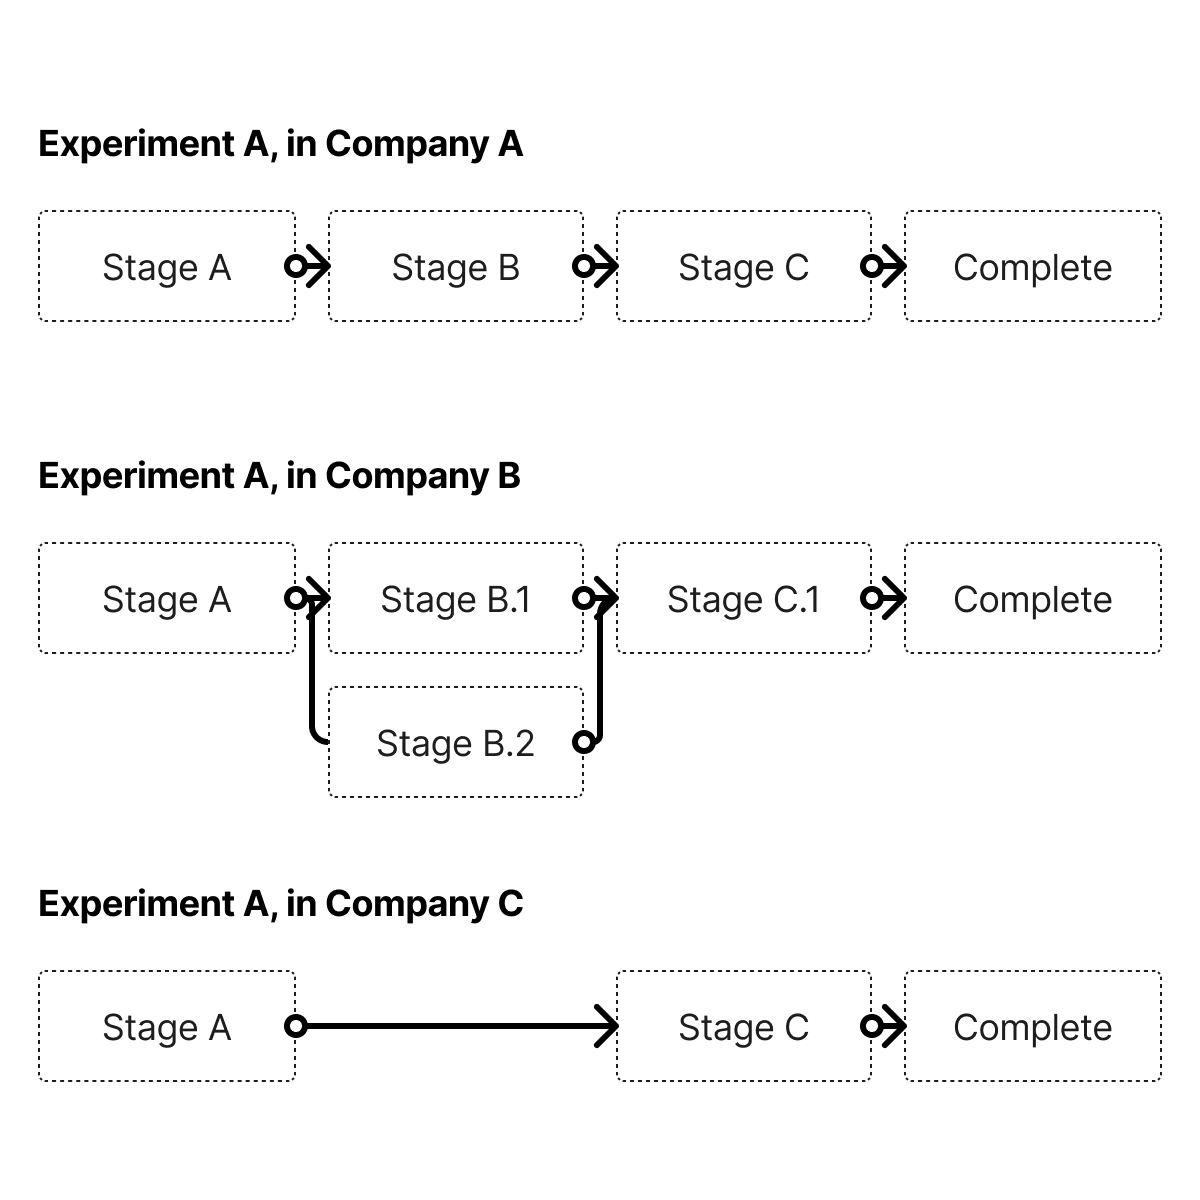 Experiment A, in Company A
Stage A
Stage B
Stage C
Complete
Experiment A, in Company B
Stage A
Stage B.1
Stage C.1
Complete
Stage B.2
Experiment A, in Company C
Stage A
Stage C
Complete